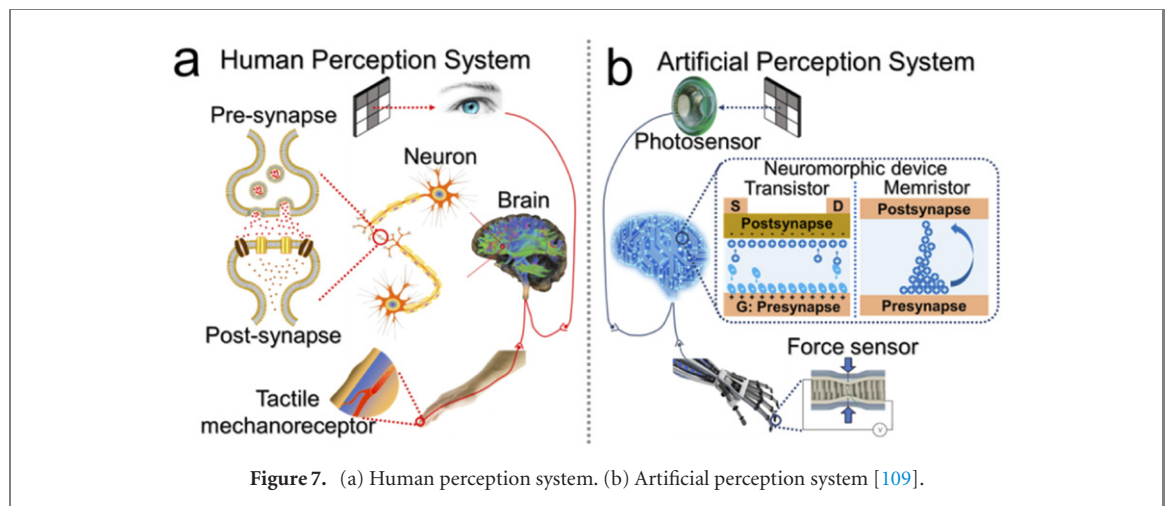 a Human Perception System
Pre-synapse
Neuron
Brain
Post-synapse
Tactile
mechanoreceptor
b Artificial Perception System
Photosensor
Neuromorphic device
Transistor
Memristor
S
D
Postsynapse
G: Presynapse
Postsynapse
Presynapse
Force sensor
V
Figure 7. (a) Human perception system. (b) Artificial perception system [109].